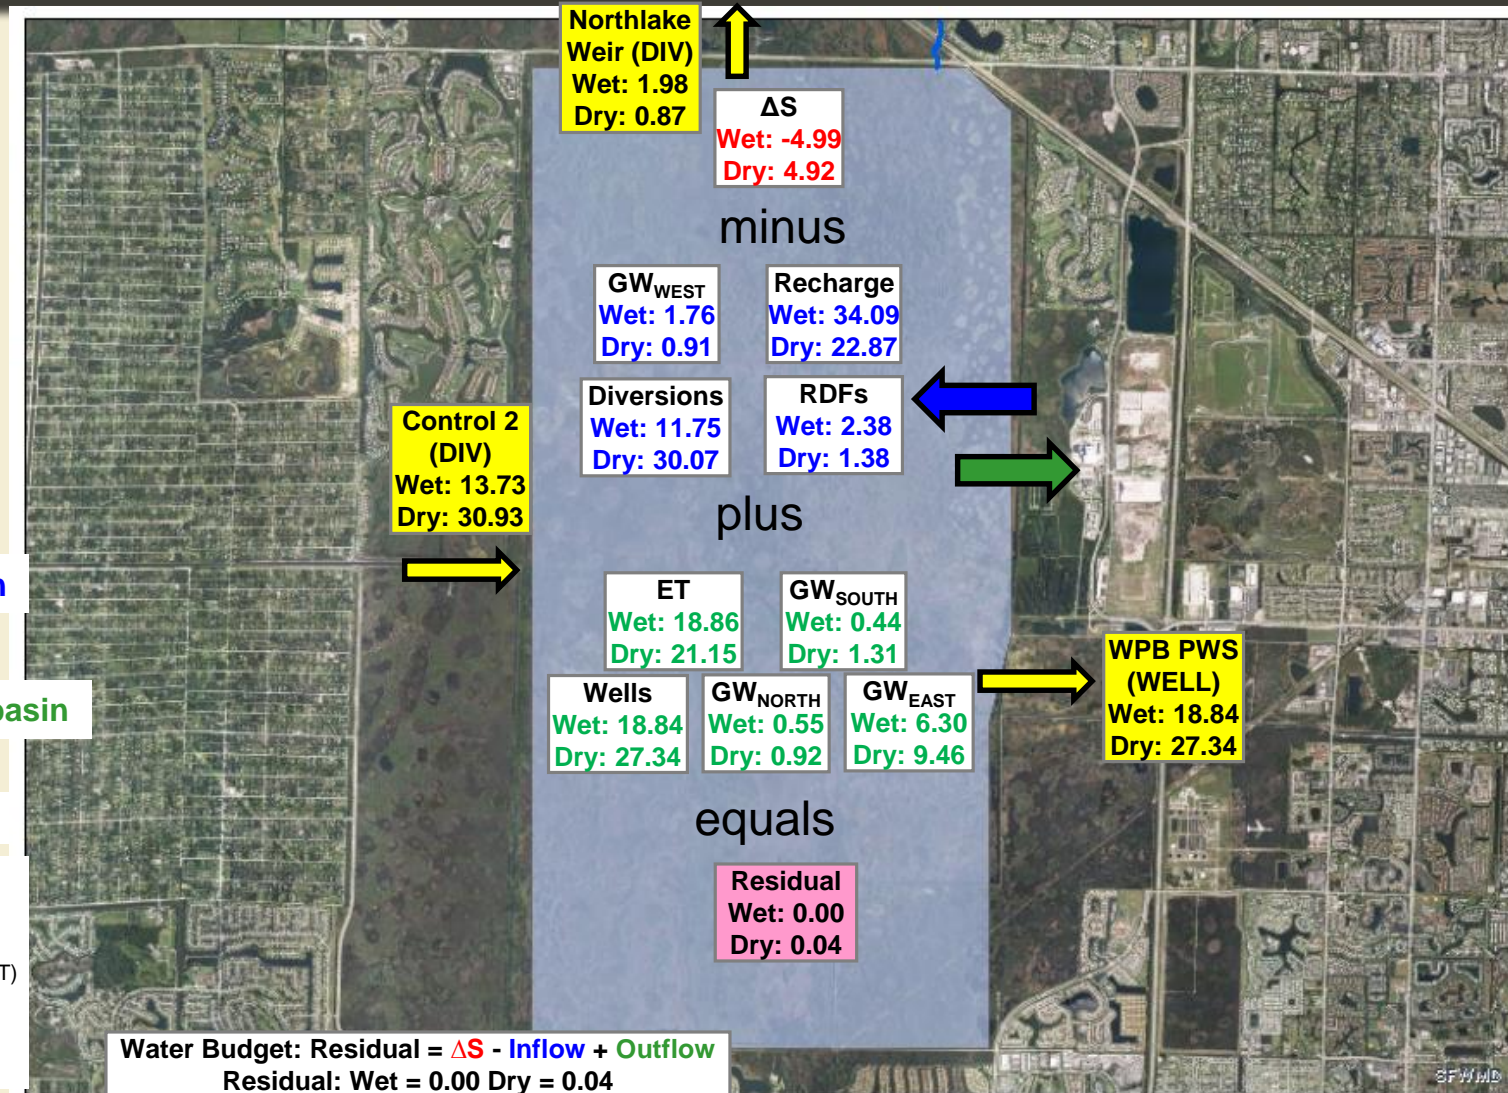 Northlake
Weir (DIV)
Wet: 1.98
Dry: 0.87
ΔS
Wet: -4.99
Dry: 4.92
minus
GWWEST
Wet: 1.76
Dry: 0.91
Recharge
Wet: 34.09
Dry: 22.87
Diversions
Wet: 11.75
Dry: 30.07
RDFs
Wet: 2.38
Dry: 1.38
Control 2
(DIV)
Wet: 13.73
Dry: 30.93
plus
ET
Wet: 18.86
Dry: 21.15
GWSOUTH
Wet: 0.44
Dry: 1.31
Wells
Wet: 18.84
Dry: 27.34
GWNORTH
Wet: 0.55
Dry: 0.92
GWEAST
Wet: 6.30
Dry: 9.46
WPB PWS
(WELL)
Wet: 18.84
Dry: 27.34
basin
equals
Residual
Wet: 0.00
Dry: 0.04
T)
Water Budget: Residual = ΔS - Inflow + Outflow
Residual: Wet = 0.00 Dry = 0.04
SFWMD